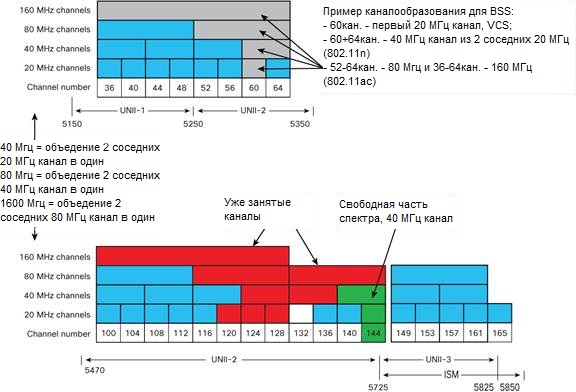 160 MHz channels
80 MHz channels
40 MHz channels
20 MHz channels
Channel number 36 40 44 48 52 56 60 64
UNII-1 UNII-2
5150 5250 5350
Пример каналообразования для BSS:
- 60кан. - первый 20 МГц канал, VCS;
- 60+64кан. - 40 МГц канал из 2 соседних 20 МГц
(802.11n)
- 52-64кан. - 80 Мгц и 36-64кан. - 160 МГц
(802.11ac)
40 Мгц = объедение 2 соседних
20 МГц канал в один
80 Мгц = объедение 2 соседних
40 МГц канал в один
1600 Мгц = объедение 2
соседних 80 МГц канал в один
Уже занятые
каналы
Свободная часть
спектра, 40 МГц канал
160 MHz channels
80 MHz channels
40 MHz channels
20 MHz channels
Channel number 100 104 108 112 116 120 124 128 132 136 140 144 149 153 157 161 165
UNII-2 UNII-3
ISM
5470 5725 5825 5850